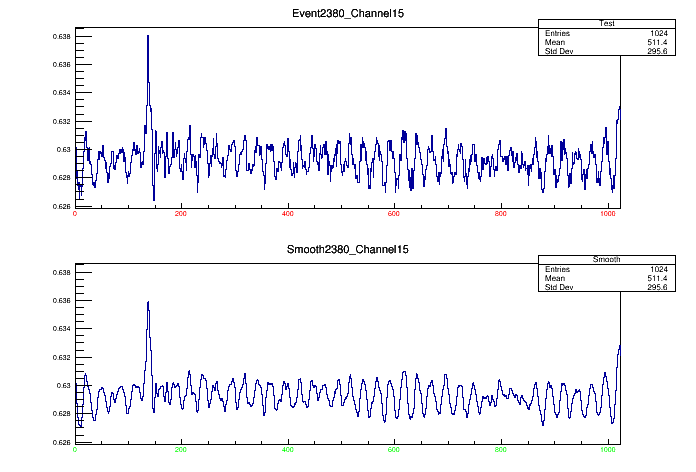 Event2380_Channel15
Test
Entries 1024
Mean 511.4
Std Dev 295.6
0.638
0.636
0.634
0.632
0.63
0.628
0.626
0 200 400 600 800 1000
Smooth2380_Channel15
Smooth
Entries 1024
Mean 511.4
Std Dev 295.6
0.638
0.636
0.634
0.632
0.63
0.628
0.626
0 200 400 600 800 1000